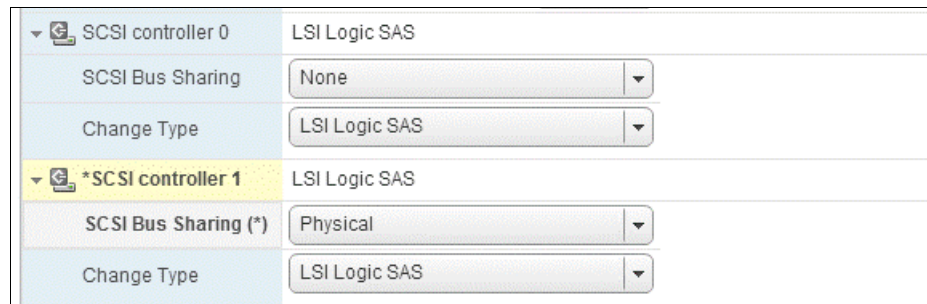 SCSI controller 0 LSI Logic SAS
SCSI Bus Sharing None
Change Type LSI Logic SAS
*SCSI controller 1 LSI Logic SAS
SCSI Bus Sharing (*) Physical
Change Type LSI Logic SAS